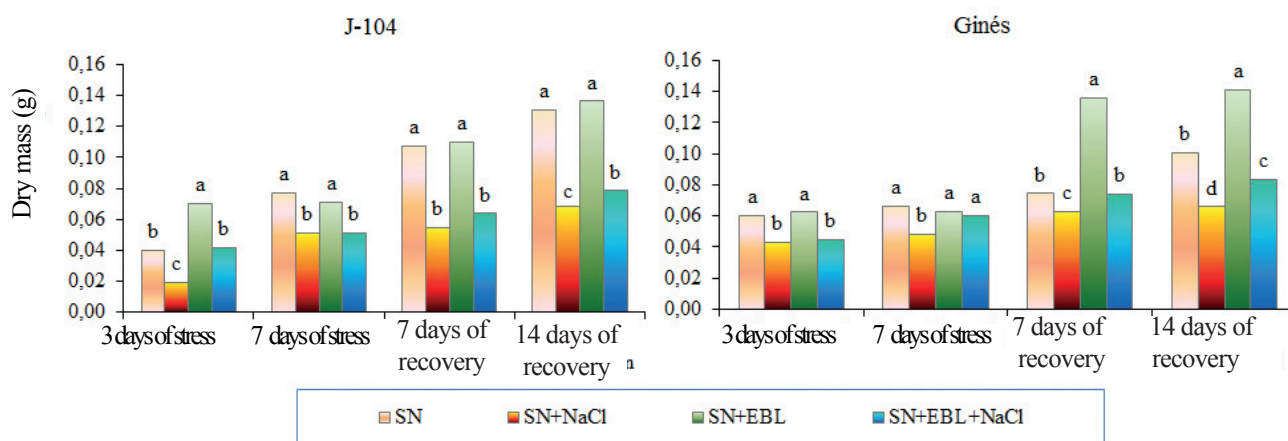 J-104
Dry mass (g)
0,16
0,14
0,12
0,10
0,08
0,06
0,04
0,02
0,00
b c a b
a b a b
a b a b
a c a b
3 days of stress
7 days of stress
7 days of
recovery
14 days of
recovery
n
Ginés
0,16
0,14
0,12
0,10
0,08
0,06
0,04
0,02
0,00
a b a b
a b a a
b c a b
b d a c
3 days of stress
7 days of stress
7 days of
recovery
14 days of
recovery
SN SN+NaCl SN+EBL SN+EBL+NaCl